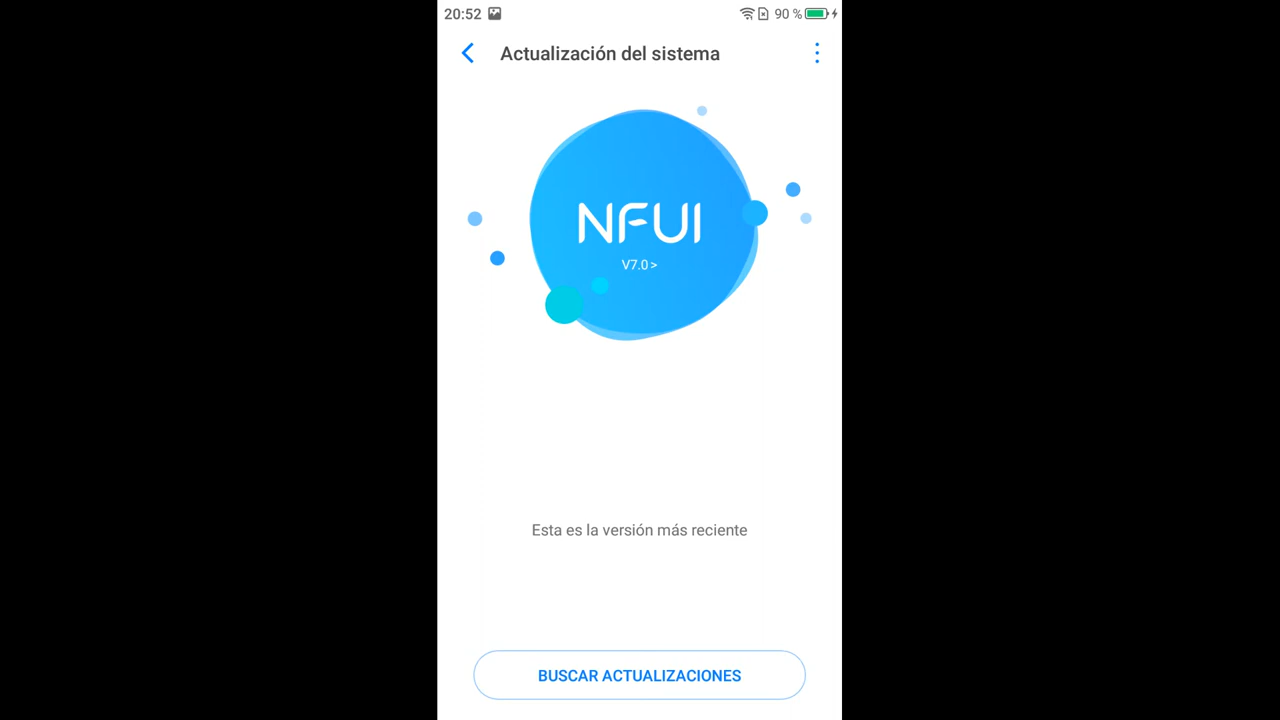 20:52 90 %
Actualización del sistema
NFUI
V7.0 >
Esta es la versión más reciente
BUSCAR ACTUALIZACIONES